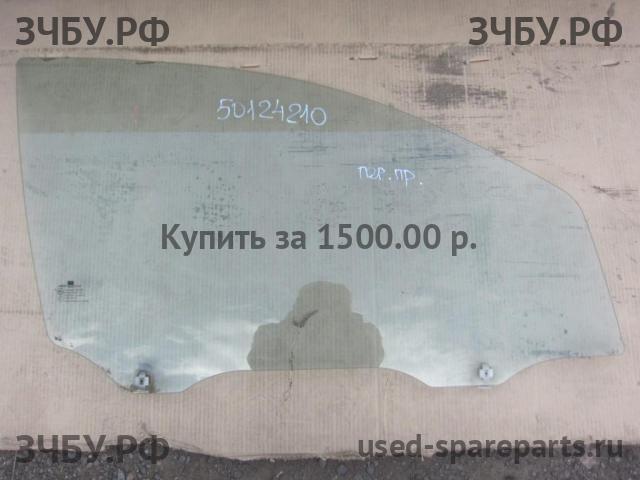 ЗЧБУ.РФ ЗЧБУ.РФ
50124210
пер.пр.
Купить за 1500.00 р.
ЗЧБУ.РФ used-spareparts.ru